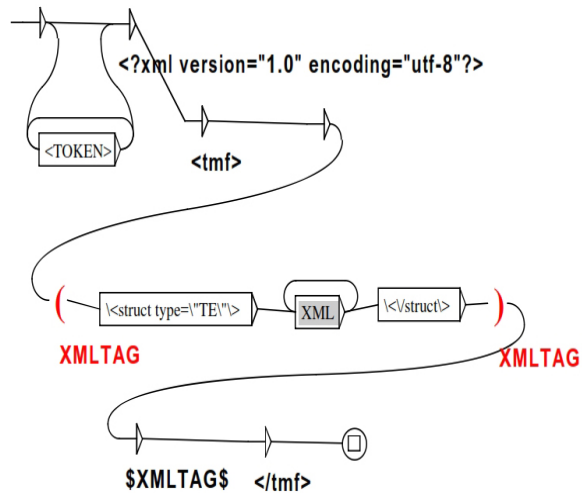 <?xml version="1.0" encoding="utf-8"?>
<TOKEN>
<tmf>
(
\<struct type=\"TE\"\>
XML
\<\/struct\>
)
XMLTAG
XMLTAG
$XMLTAG$
</tmf>